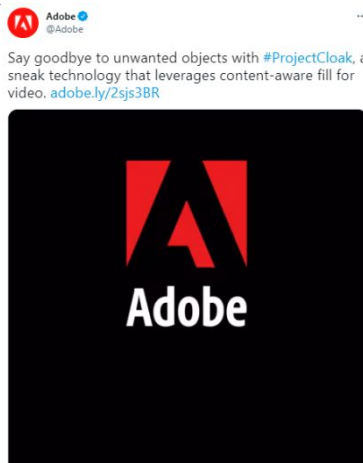 Adobe
@Adobe
Say goodbye to unwanted objects with #ProjectCloak, a
sneak technology that leverages content-aware fill for
video. adobe.ly/2sjs3BR
Adobe